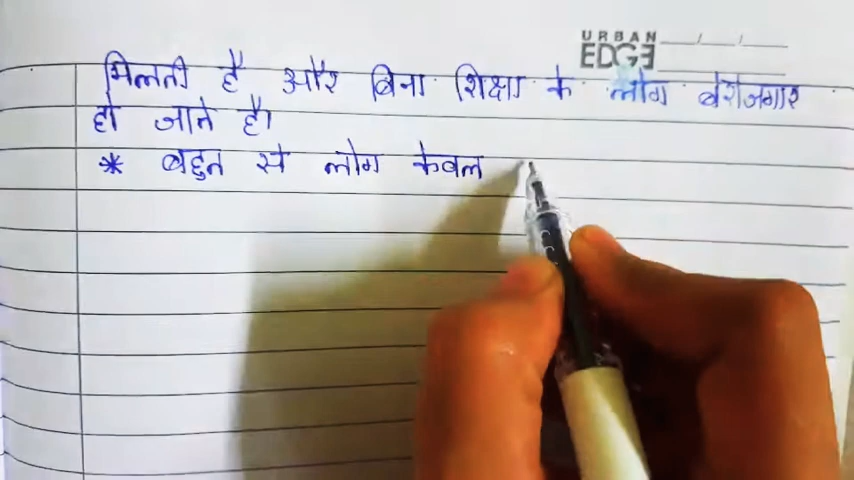 URBAN
EDGE
मिलती है और बिना शिक्षा के लोग बेरोजगार
हो जाते है।
* बहुत से लोग केवल